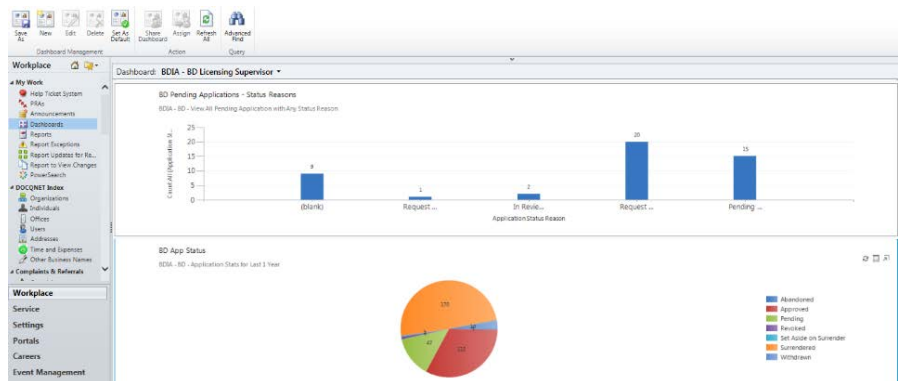 Save As
New
Edit
Delete
Set As Default
Share Dashboard
Assign
Refresh All
Advanced Find
Dashboard Management
Action
Query
Workplace
Dashboard: BDIA - BD Licensing Supervisor
My Work
Help Ticket System
PRAs
Announcements
Dashboards
Reports
Report Exceptions
Report Updates for Re...
Report to View Changes
PowerSearch
DOCQNET Index
Organizations
Individuals
Offices
Users
Addresses
Time and Expenses
Other Business Names
Complaints & Referrals
Workplace
Service
Settings
Portals
Careers
Event Management
BD Pending Applications - Status Reasons
BDIA - BD - View All Pending Application with Any Status Reason
Count:All (Application St...
25
20
15
10
5
0
9
1
2
20
15
(blank)
Request ...
In Revie...
Request ...
Pending ...
Application Status Reason
BD App Status
BDIA - BD - Application Stats for Last 1 Year
47
Abandoned
Approved
Pending
Revoked
Set Aside on Surrender
Surrendered
Withdrawn